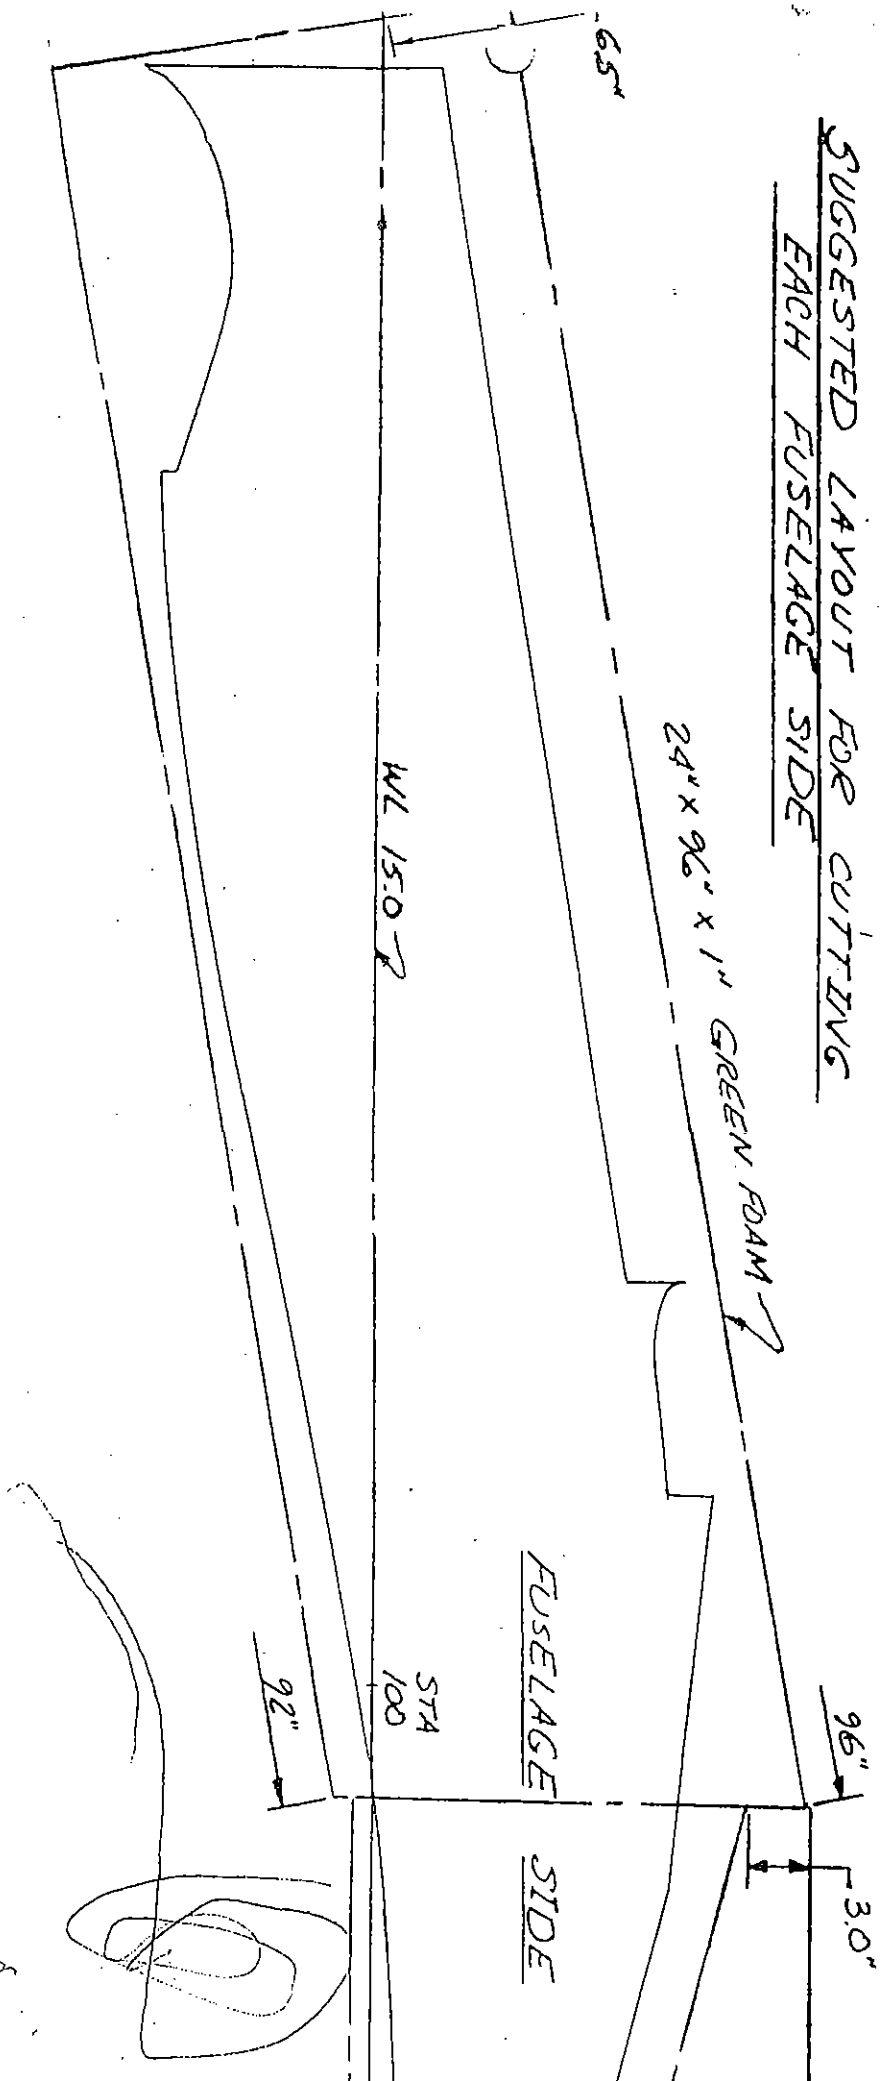 SUGGESTED LAYOUT FOR CUTTING
EACH FUSELAGE SIDE
6.5"
24" x 96" x 1" GREEN FOAM
WL 15.0
96"
3.0"
STA
100
92"
FUSELAGE SIDE